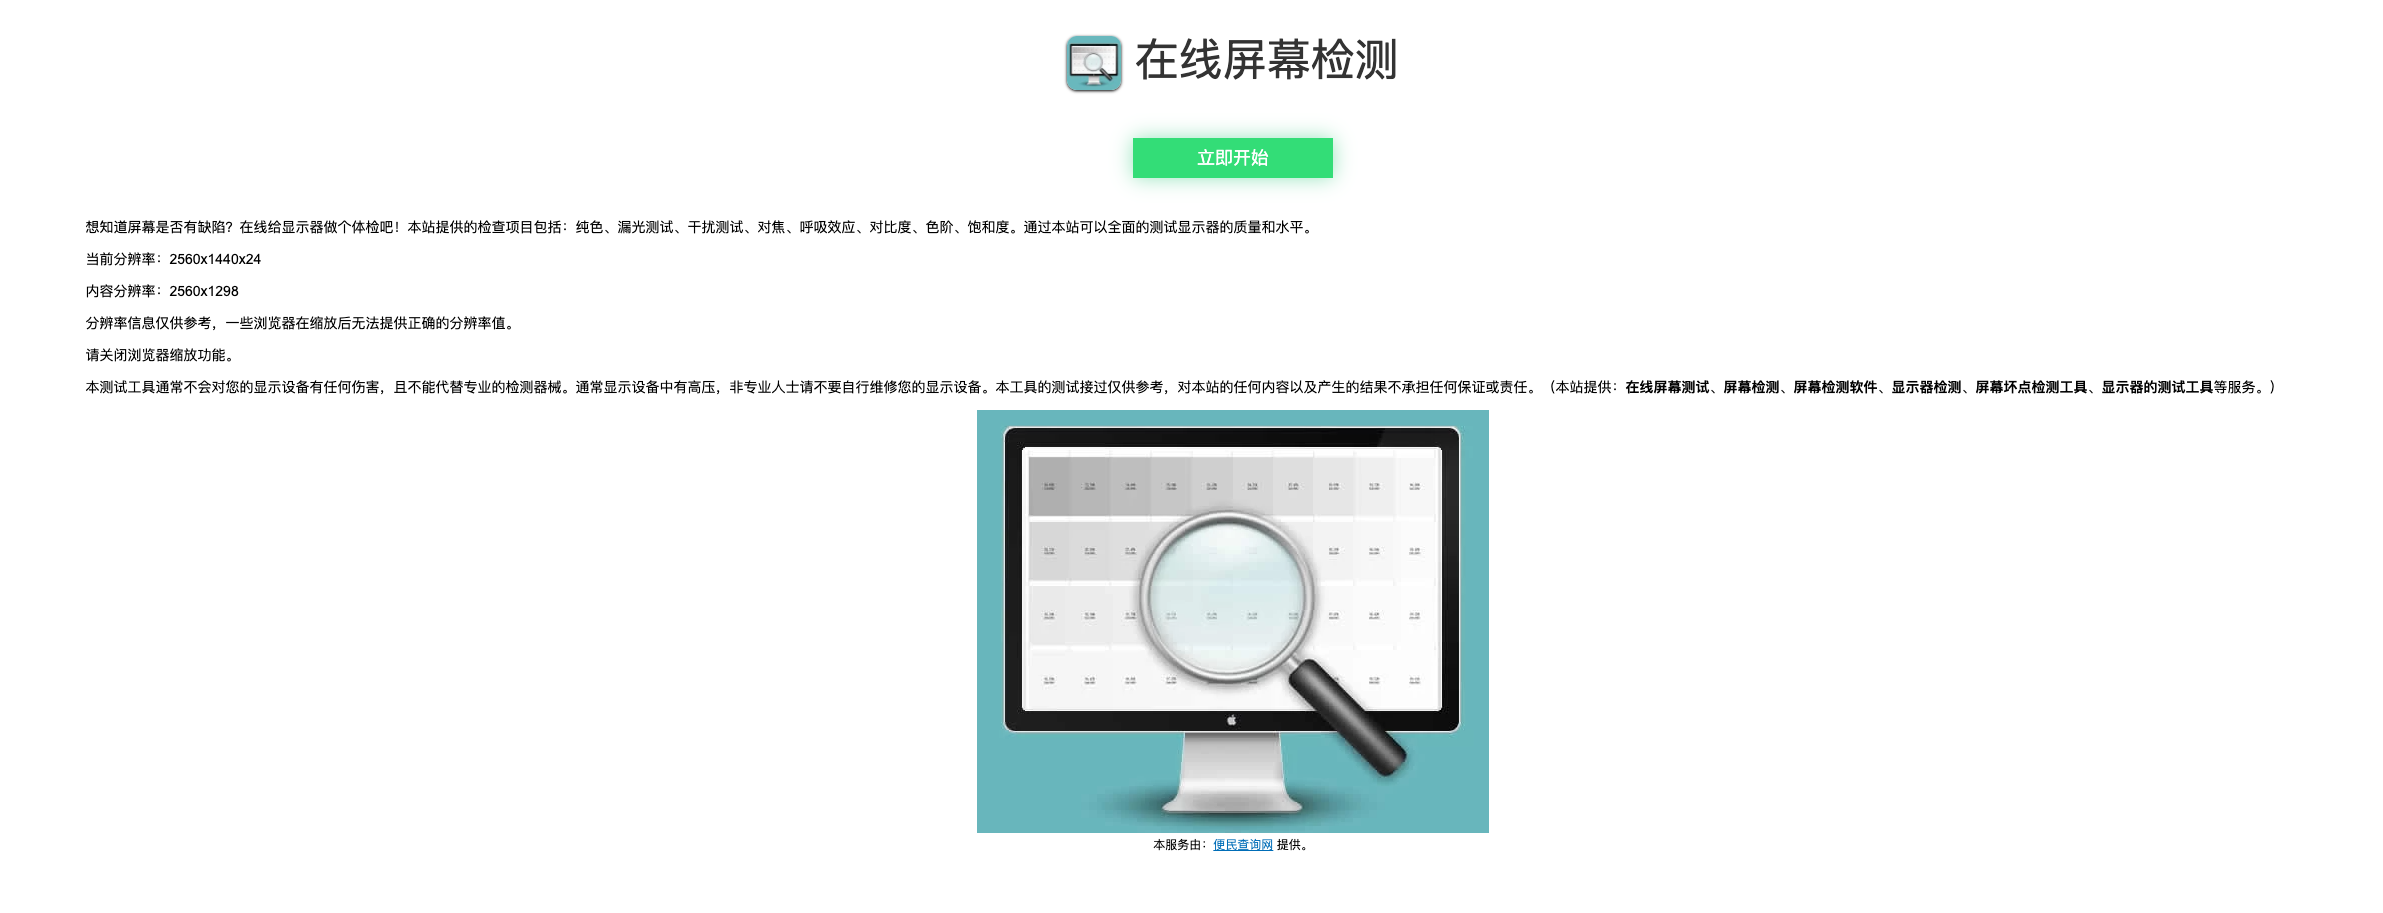 在线屏幕检测
立即开始
想知道屏幕是否有缺陷？在线给显示器做个体检吧！本站提供的检查项目包括：纯色、漏光测试、干扰测试、对焦、呼吸效应、对比度、色阶、饱和度。通过本站可以全面的测试显示器的质量和水平。
当前分辨率：2560x1440x24
内容分辨率：2560x1298
分辨率信息仅供参考，一些浏览器在缩放后无法提供正确的分辨率值。
请关闭浏览器缩放功能。
本测试工具通常不会对您的显示设备有任何伤害，且不能代替专业的检测器械。通常显示设备中有高压，非专业人士请不要自行维修您的显示设备。本工具的测试接过仅供参考，对本站的任何内容以及产生的结果不承担任何保证或责任。（本站提供：在线屏幕测试、屏幕检测、屏幕检测软件、显示器检测、屏幕坏点检测工具、显示器的测试工具等服务。）
本服务由：便民查询网 提供。